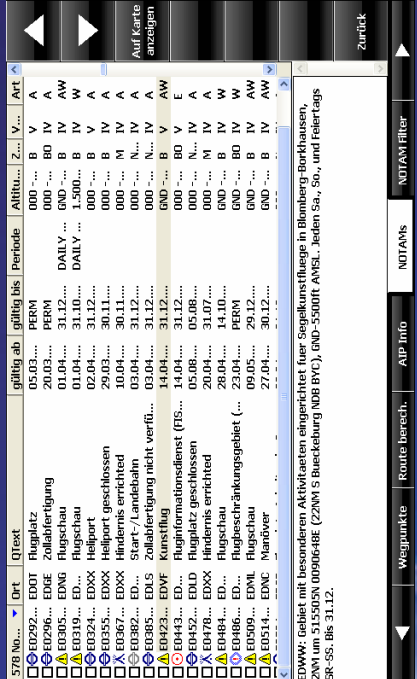 578 No... Ort QText gültig ab gültig bis Periode Altitu... Z... V... Art
ED292... EDOT Flugplatz 05.03.... PERM 000 - ... B V A
ED296... EDGE Zollabfertigung 20.03.... PERM 000 - ... BO IV A
ED305... EDNG Flugschau 01.04.... 31.12.... DAILY ... GND - ... B IV AW
ED319... ED... Flugschau 01.04.... 31.10.... DAILY ... 1.500... B IV W
ED324... EDXX Heliport 02.04.... 31.12.... 000 - ... B V A
ED355... EDXX Heliport geschlossen 29.03.... 30.11.... 000 - ... B IV A
ED367... EDXX Hindernis errichted 10.04.... 30.11.... 000 - ... M IV A
ED382... ED... Start-/Landebahn 03.04.... 31.12.... 000 - ... N... IV A
ED385... EDLS Zollabfertigung nicht verfü... 03.04.... 31.12.... 000 - ... N... IV A
ED423... EDVF Kunstflug 14.04.... 31.12.... GND - ... B V AW
ED443... ED... Fluginformationsdienst (FIS... 14.04.... 31.12.... 000 - ... BO V E
ED452... EDLD Flugplatz geschlossen 05.08.... 05.08.... 000 - ... N... IV A
ED478... EDXX Hindernis errichted 20.04.... 31.07.... 000 - ... M IV A
ED484... ED... Flugschau 28.04.... 14.10.... GND - ... B IV W
ED486... ED... Flugbeschränkungsgebiet (... 23.04.... PERM GND - ... BO IV W
ED509... EDML Flugschau 09.05.... 29.12.... GND - ... B IV AW
ED514... EDNC Manöver 27.04.... 30.12.... GND - ... B IV AW
EDWW: Gebiet mit besonderen Aktivitaeten eingerichtet fuer Segelkunstfluege in Blomberg-Borkhausen,
2NM um 515505N 0090648E (22NM S Bueckeburg NDB BYC), GND-5500ft AMSL. Jeden Sa., So., und Feiertags
SR-SS. Bis 31.12.
Auf Karte
anzeigen
Zurück
Wegpunkte Route berech. AIP Info NOTAMs NOTAM Filter